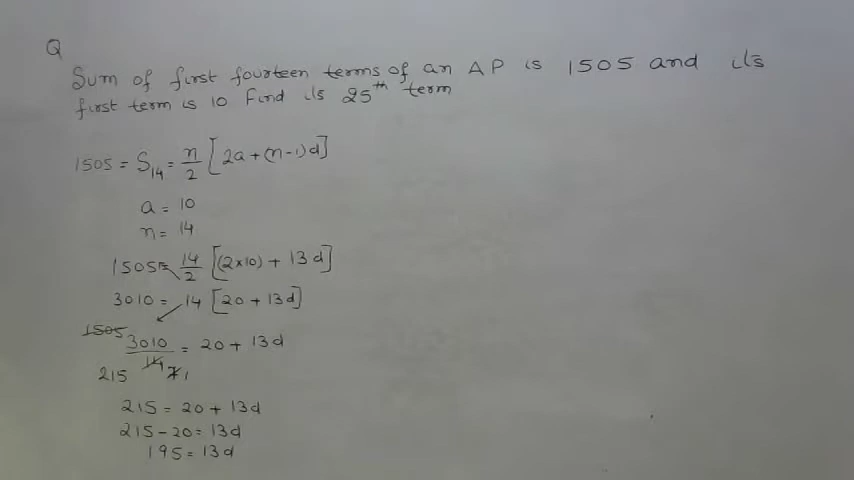 Q
Sum of first fourteen terms of an AP is 1505 and its
first term is 10 Find its 25th term
1505 = S14 = n/2 [2a + (n-1)d]
a = 10
n = 14
1505 = 14/2 [(2×10) + 13d]
3010 = 14 [20 + 13d]
1505 3010/14 = 20 + 13d
215 7 1
215 = 20 + 13d
215 - 20 = 13d
195 = 13d